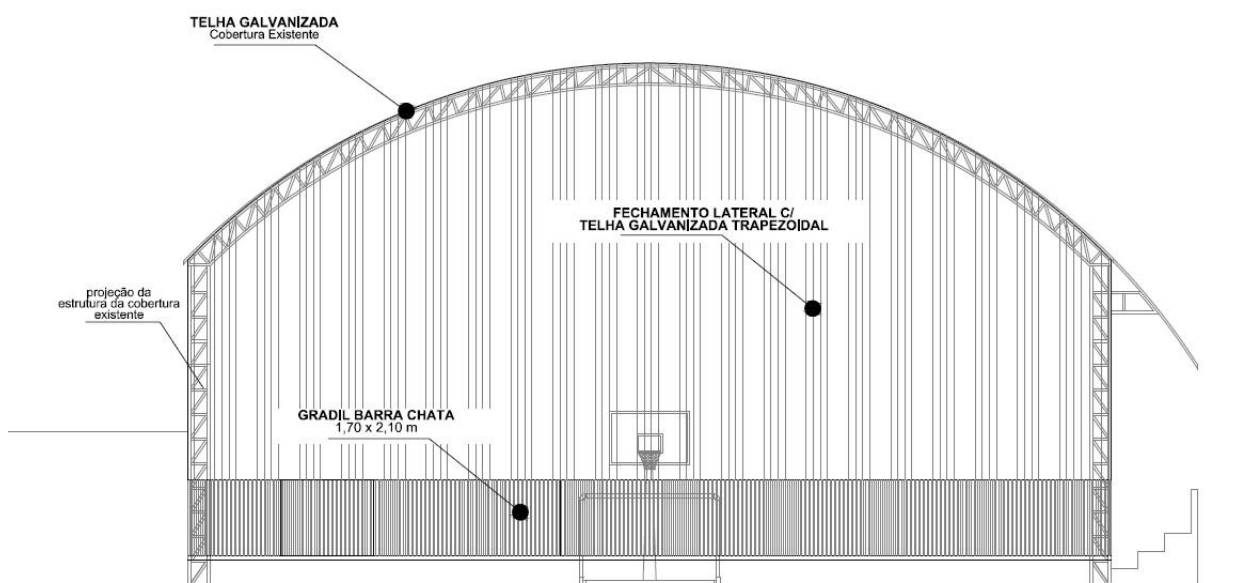 TELHA GALVANIZADA
Cobertura Existente
FECHAMENTO LATERAL C/
TELHA GALVANIZADA TRAPEZOIDAL
projeção da
estrutura da cobertura
existente
GRADIL BARRA CHATA
1,70 x 2,10 m